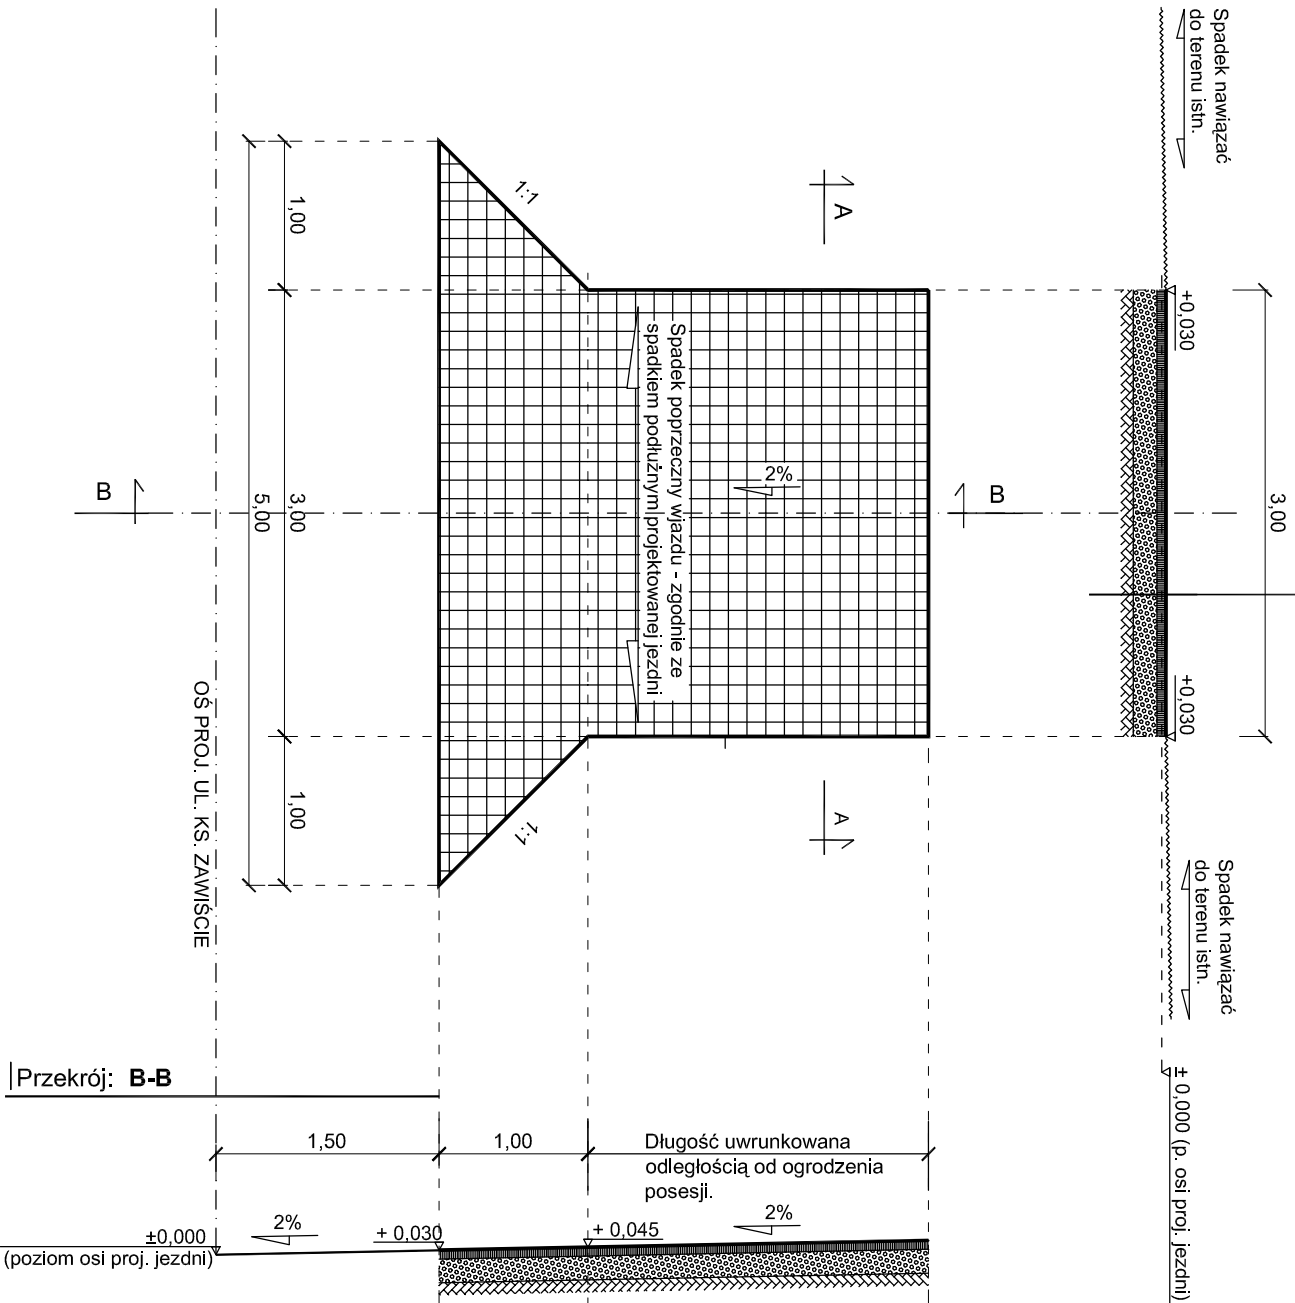 Spadek nawiązać
do terenu istn.
1,00
1:1
A
+0,030
3,00
Spadek poprzeczny wjazdu - zgodnie ze
spadkiem podłużnym projektowanej jezdni
2%
B
B
3,00
5,00
+0,030
OŚ PROJ. UL. KS. ZAWIŚCIE
1,00
1:1
A
Spadek nawiązać
do terenu istn.
± 0,000 (p. osi proj. jezdni)
Przekrój: B-B
1,50
1,00
Długość uwrunkowana
odległością od ogrodzenia
posesji.
±0,000
(poziom osi proj. jezdni)
2%
+ 0,030
+ 0,045
2%